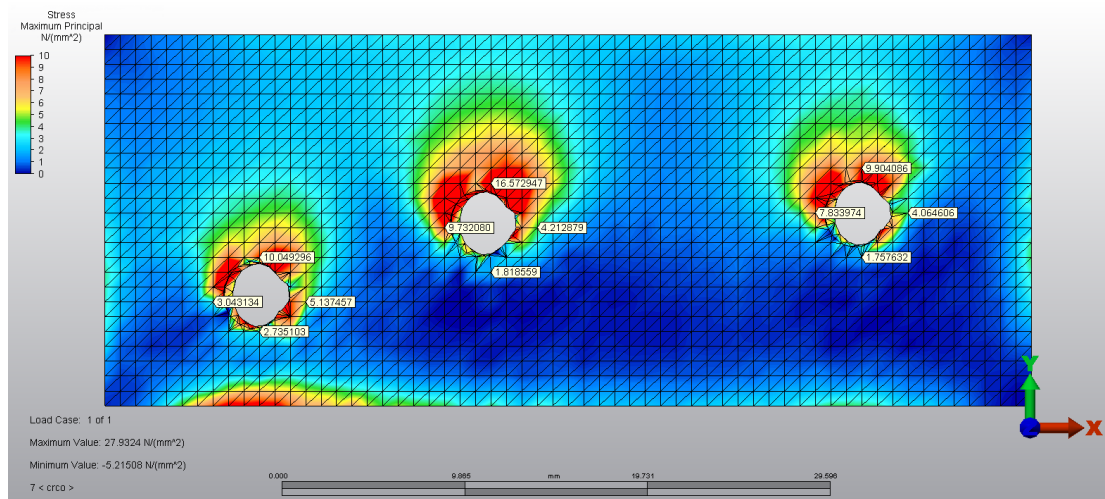 Stress
Maximum Principal
N/(mm^2)
10
9
8
7
6
5
4
3
2
1
0
9.904086
16.572947
7.833974
4.064606
9.732080
4.212879
10.049296
1.757632
1.818559
3.043134
5.137457
2.735103
Y
X
Load Case: 1 of 1
Maximum Value: 27.9324 N/(mm^2)
Minimum Value: -5.21508 N/(mm^2)
0.000
9.865
mm
19.731
29.596
7 < crco >